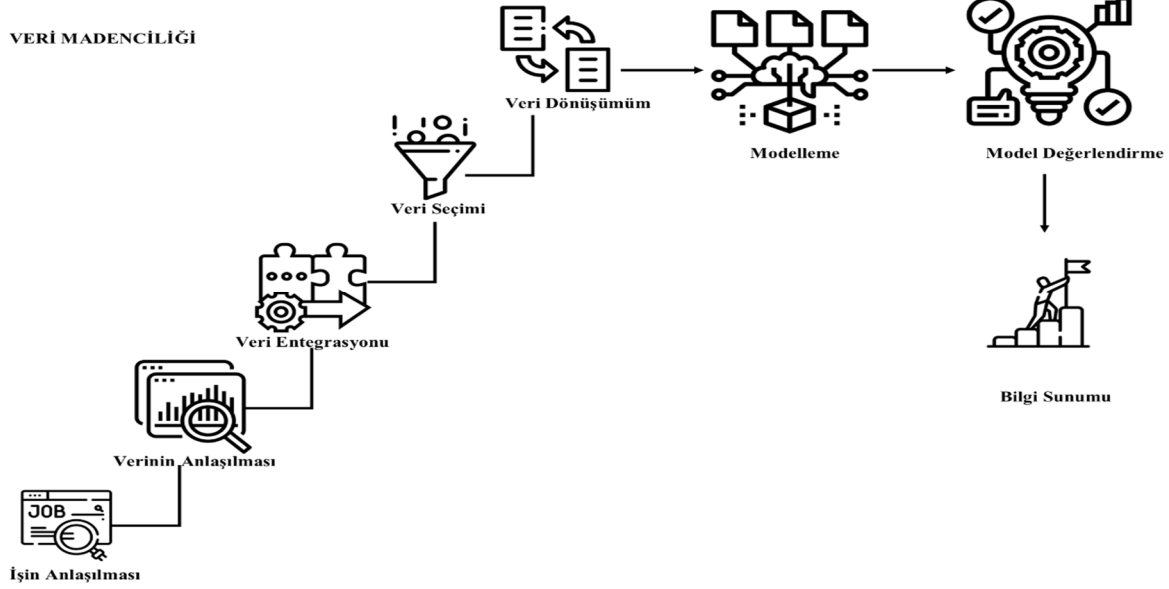 VERİ MADENCİLİĞİ
Veri Dönüşümüm
Modelleme
Model Değerlendirme
Veri Seçimi
Veri Entegrasyonu
Bilgi Sunumu
Verinin Anlaşılması
JOB
İşin Anlaşılması